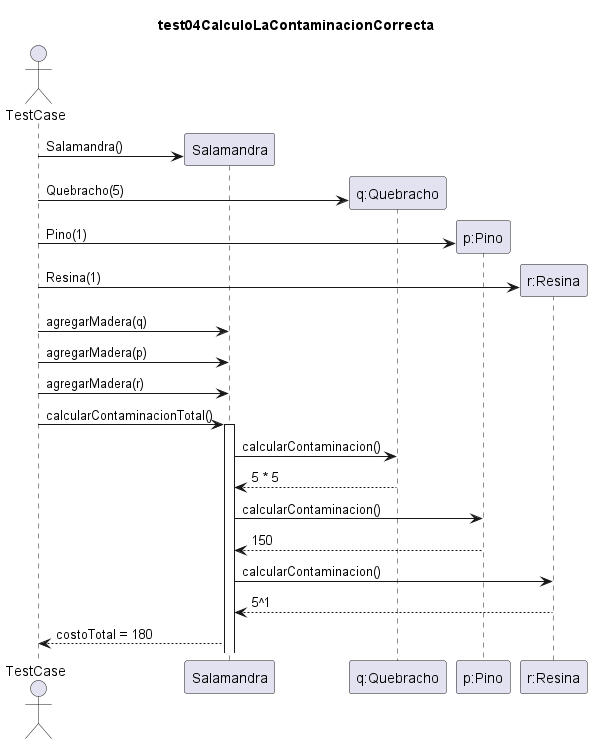 test04CalculoLaContaminacionCorrecta
TestCase
Salamandra()
Salamandra
Quebracho(5)
q:Quebracho
Pino(1)
p:Pino
Resina(1)
r:Resina
agregarMadera(q)
agregarMadera(p)
agregarMadera(r)
calcularContaminacionTotal()
calcularContaminacion()
5 * 5
calcularContaminacion()
150
calcularContaminacion()
5^1
costoTotal = 180
TestCase
Salamandra
q:Quebracho
p:Pino
r:Resina